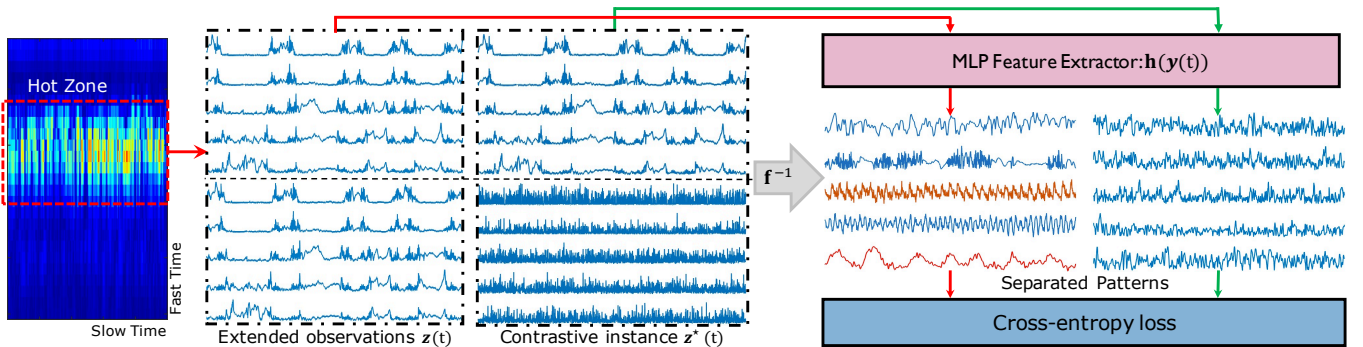 Hot Zone
Fast Time
Slow Time
Extended observations z(t)
Contrastive instance z*(t)
f⁻¹
MLP Feature Extractor:h(y(t))
Separated Patterns
Cross-entropy loss